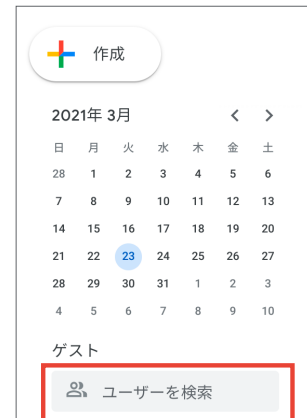 作成
2021年 3月
日 月 火 水 木 金 土
28 1 2 3 4 5 6
7 8 9 10 11 12 13
14 15 16 17 18 19 20
21 22 23 24 25 26 27
28 29 30 31 1 2 3
4 5 6 7 8 9 10
ゲスト
ユーザーを検索